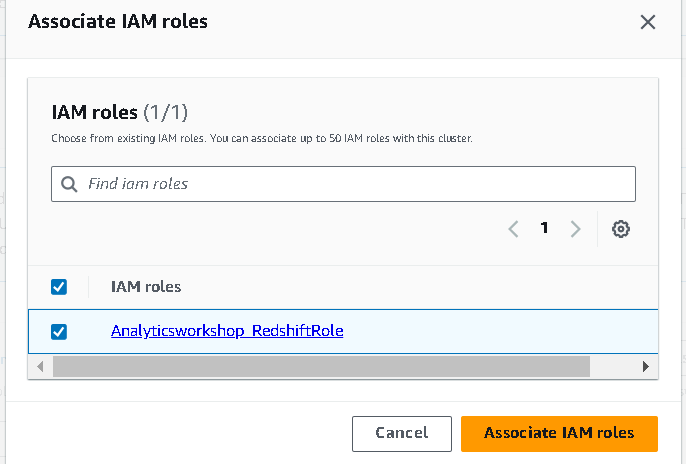 Associate IAM roles
IAM roles (1/1)
Choose from existing IAM roles. You can associate up to 50 IAM roles with this cluster.
Find iam roles
1
IAM roles
Analyticsworkshop_RedshiftRole
Cancel
Associate IAM roles